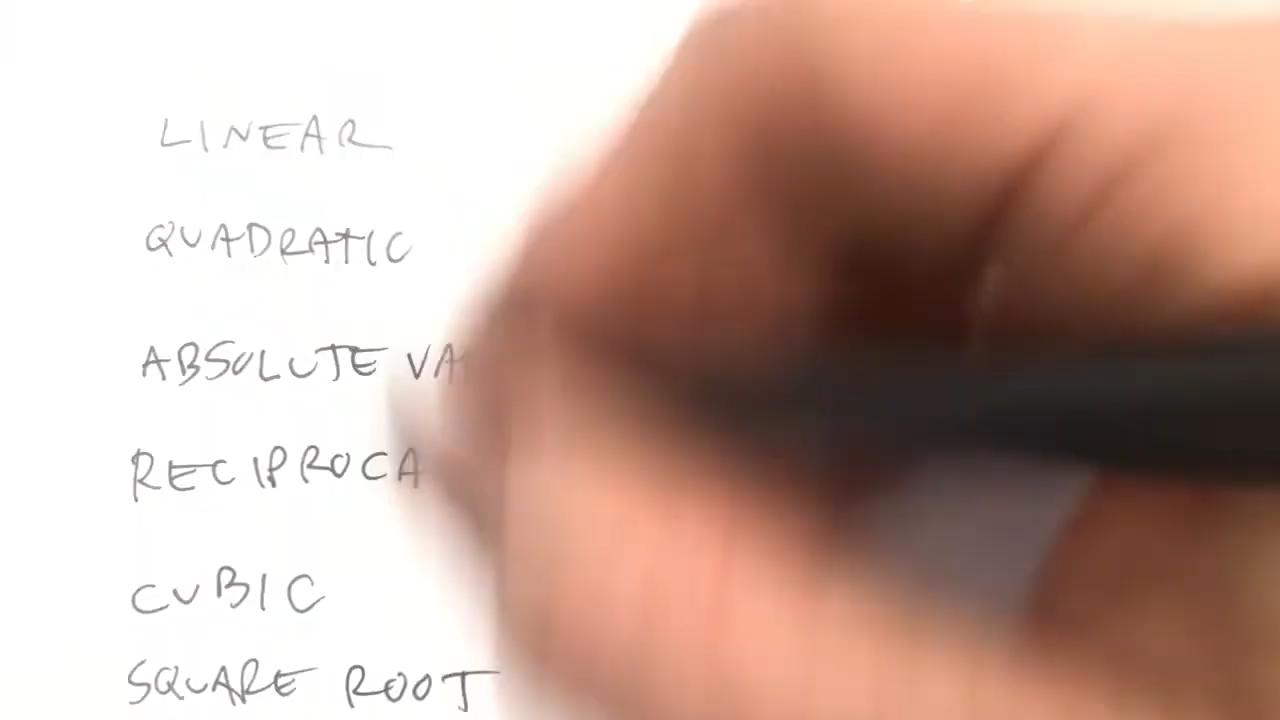 LINEAR
QUADRATIC
ABSOLUTE VA
RECIPROCA
CUBIC
SQUARE ROOT